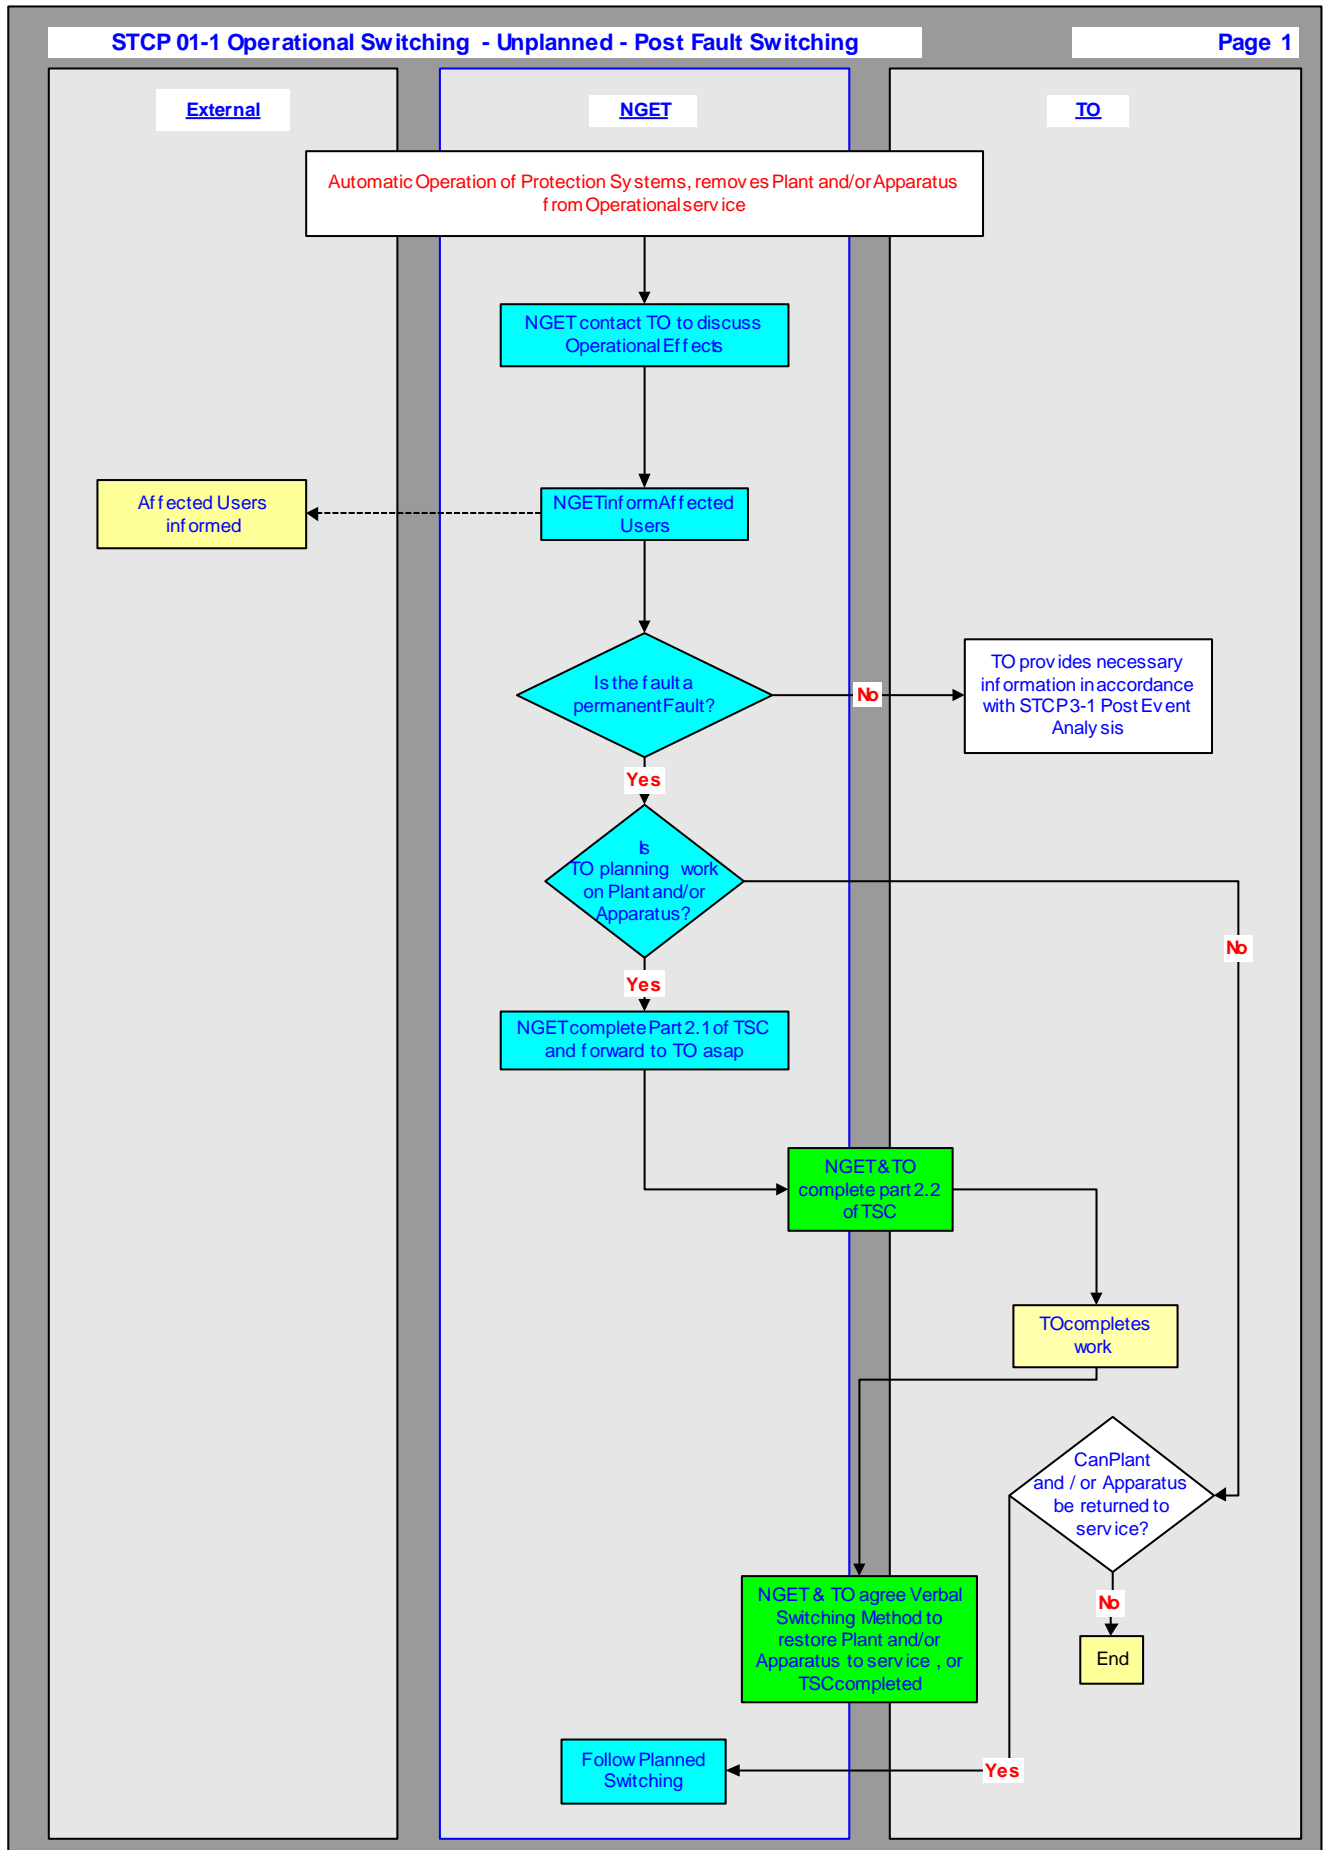 STCP 01-1 Operational Switching - Unplanned - Post Fault Switching
Page 1
External
NGET
TO
Automatic Operation of Protection Systems, removes Plant and/or Apparatus
from Operational service
NGET contact TO to discuss
Operational Effects
Affected Users
informed
NGET inform Affected
Users
Is the fault a
permanent Fault?
No
TO provides necessary
information in accordance
with STCP 3-1 Post Event
Analysis
Yes
Is
TO planning work
on Plant and/or
Apparatus?
No
Yes
NGET complete Part 2.1 of TSC
and forward to TO asap
NGET & TO
complete part 2.2
of TSC
TO completes
work
Can Plant
and / or Apparatus
be returned to
service?
NGET & TO agree Verbal
Switching Method to
restore Plant and/or
Apparatus to service , or
TSC completed
No
End
Follow Planned
Switching
Yes